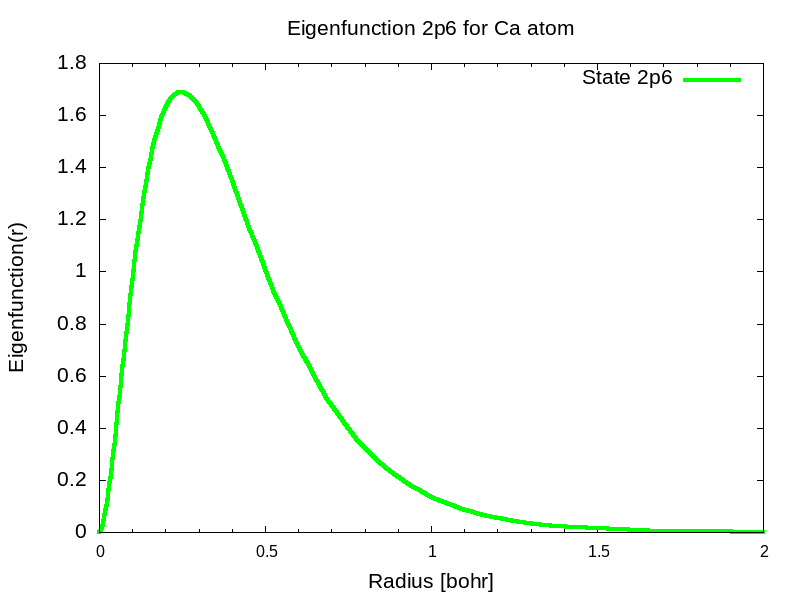 Eigenfunction 2p6 for Ca atom
State 2p6
1.8
1.6
1.4
1.2
1
0.8
0.6
0.4
0.2
0
Eigenfunction(r)
0 0.5 1 1.5 2
Radius [bohr]